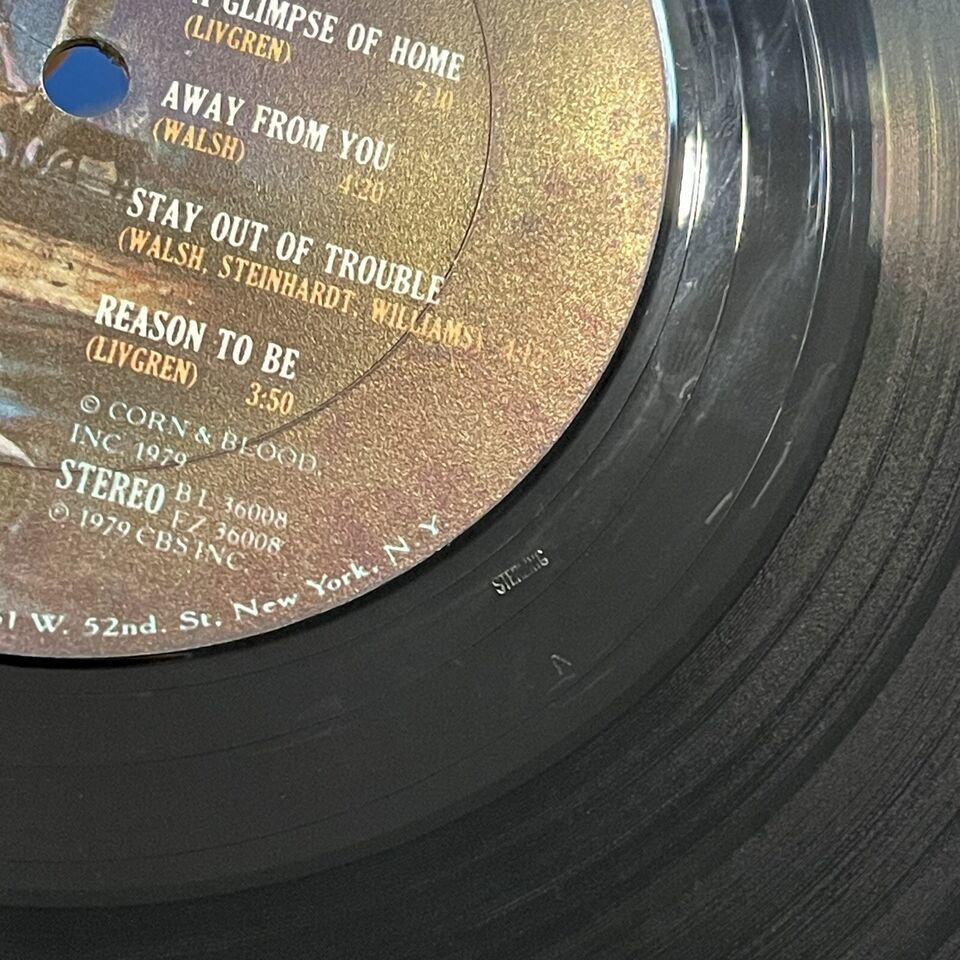 A GLIMPSE OF HOME
(LIVGREN)
7:10
AWAY FROM YOU
(WALSH)
4:20
STAY OUT OF TROUBLE
(WALSH, STEINHARDT, WILLIAMS)
REASON TO BE
(LIVGREN)
3:50
© CORN & BLOOD,
INC. 1979
STEREO BL 36008
FZ 36008
℗ 1979 CBS INC.
W. 52nd. St. New York, N.Y.
STERLING
A